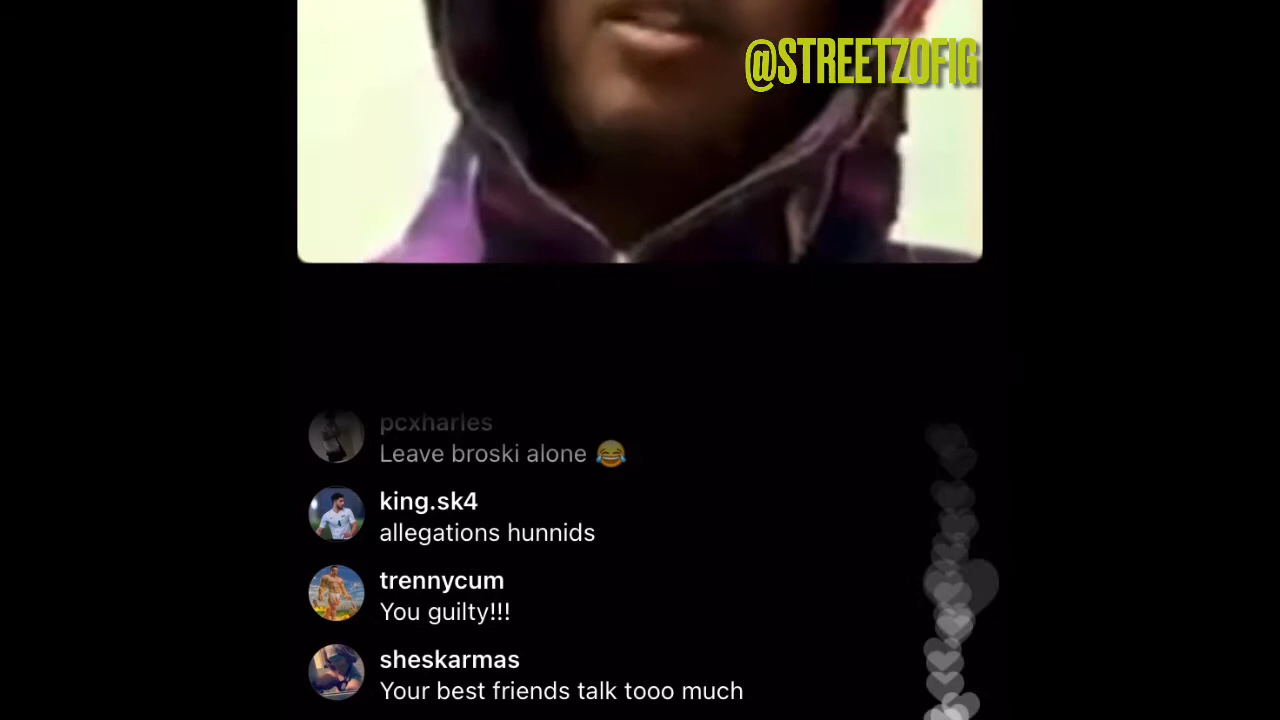 @STREETZOFIG
pcxharles
Leave broski alone 😂
king.sk4
allegations hunnids
trennycum
You guilty!!!
sheskarmas
Your best friends talk tooo much